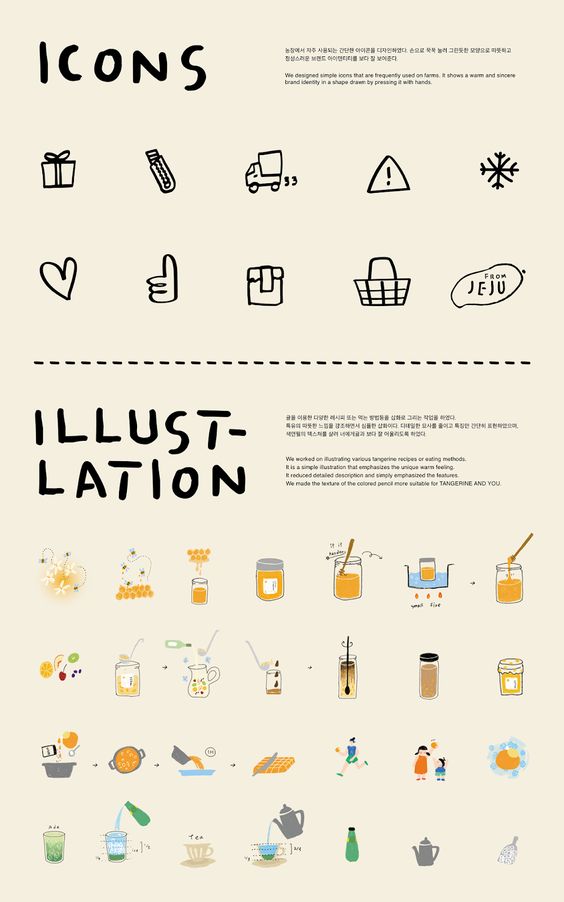 ICONS
농장에서 자주 사용되는 간단한 아이콘을 디자인하였다. 손으로 꾹꾹 눌러 그린듯한 모양으로 따뜻하고
정성스러운 브랜드 아이덴티티를 보다 잘 보여준다.
We designed simple icons that are frequently used on farms. It shows a warm and sincere
brand identity in a shape drawn by pressing it with hands.
FROM
JEJU
ILLUST-
LATION
귤을 이용한 다양한 레시피 또는 먹는 방법등을 삽화로 그리는 작업을 하였다.
특유의 따뜻한 느낌을 강조하면서 심플한 삽화이다. 디테일한 묘사를 줄이고 특징만 간단히 표현하였으며,
색연필의 텍스처를 살려 너에게귤과 보다 잘 어울리도록 하였다.
We worked on illustrating various tangerine recipes or eating methods.
It is a simple illustration that emphasizes the unique warm feeling.
It reduced detailed description and simply emphasized the features.
We made the texture of the colored pencil more suitable for TANGERINE AND YOU.
small fire
ade
tea